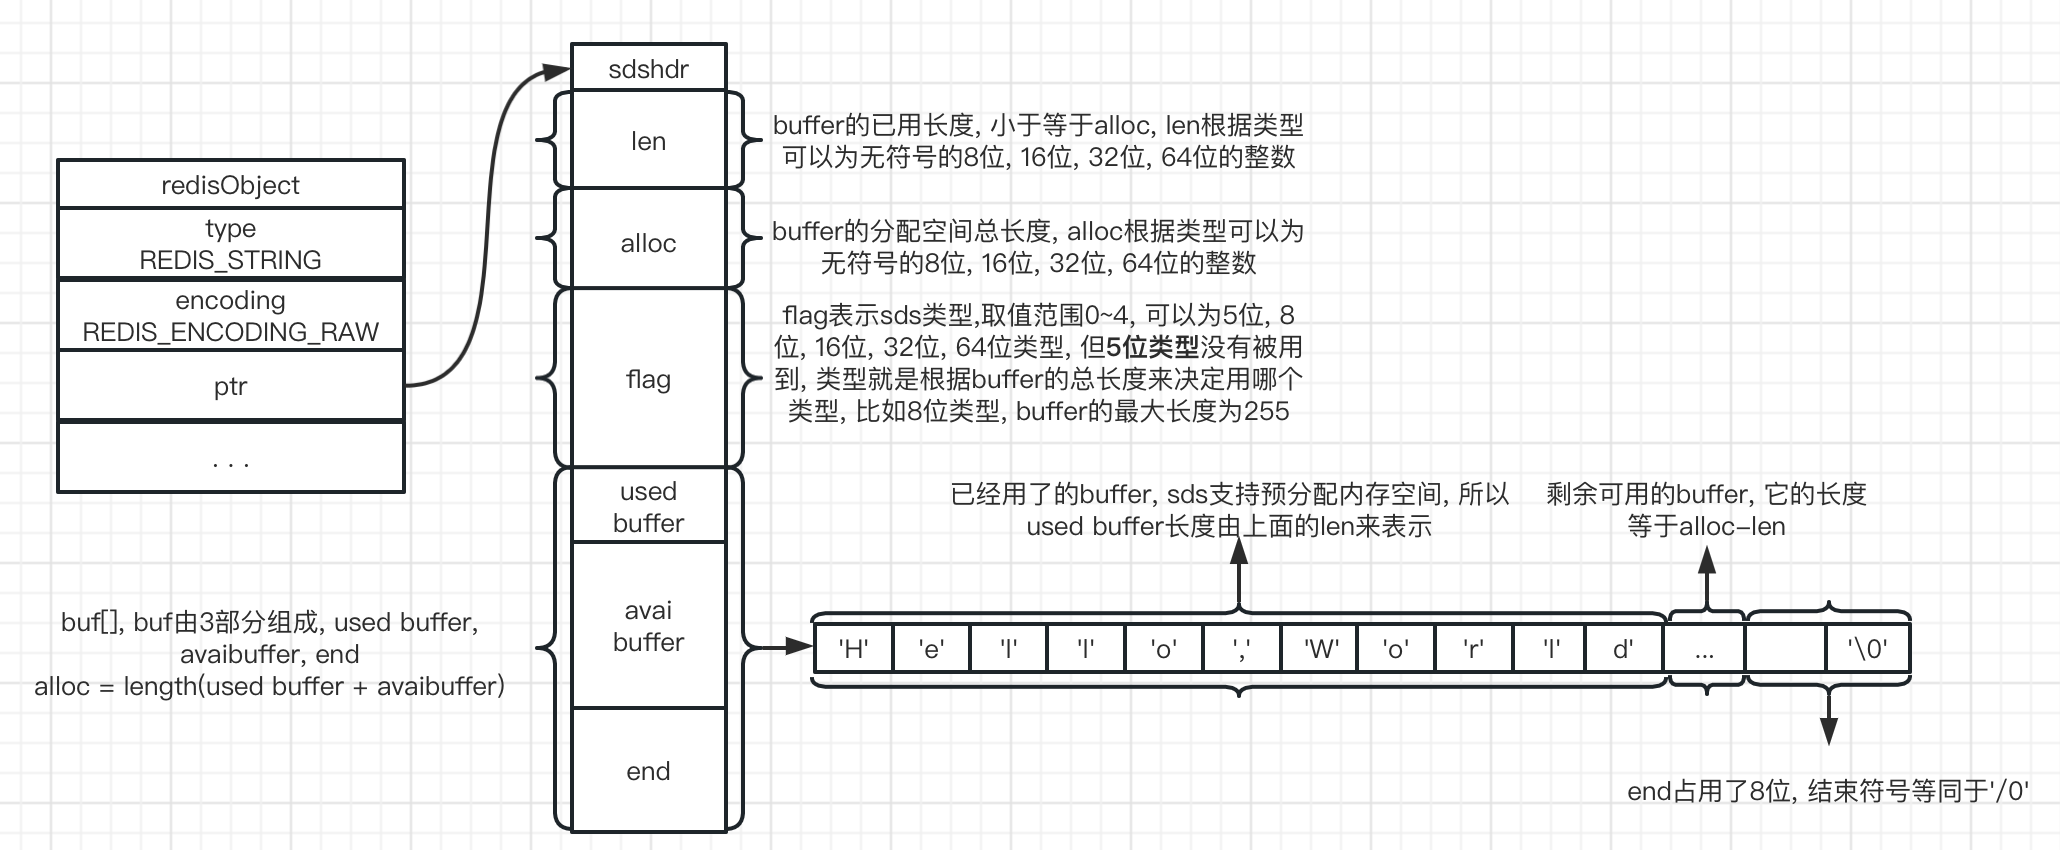 redisObject
type
REDIS_STRING
encoding
REDIS_ENCODING_RAW
ptr
. . .
sdshdr
len
alloc
flag
used
buffer
avai
buffer
end
buffer的已用长度, 小于等于alloc, len根据类型
可以为无符号的8位, 16位, 32位, 64位的整数
buffer的分配空间总长度, alloc根据类型可以为
无符号的8位, 16位, 32位, 64位的整数
flag表示sds类型,取值范围0~4, 可以为5位, 8
位, 16位, 32位, 64位类型, 但5位类型没有被用
到, 类型就是根据buffer的总长度来决定用哪个
类型, 比如8位类型, buffer的最大长度为255
buf[], buf由3部分组成, used buffer,
avaibuffer, end
alloc = length(used buffer + avaibuffer)
已经用了的buffer, sds支持预分配内存空间, 所以
used buffer长度由上面的len来表示
剩余可用的buffer, 它的长度
等于alloc–len
'H' 'e' 'l' 'l' 'o' ',' 'W' 'o' 'r' 'l' d' ... '\0'
end占用了8位, 结束符号等同于'/0'